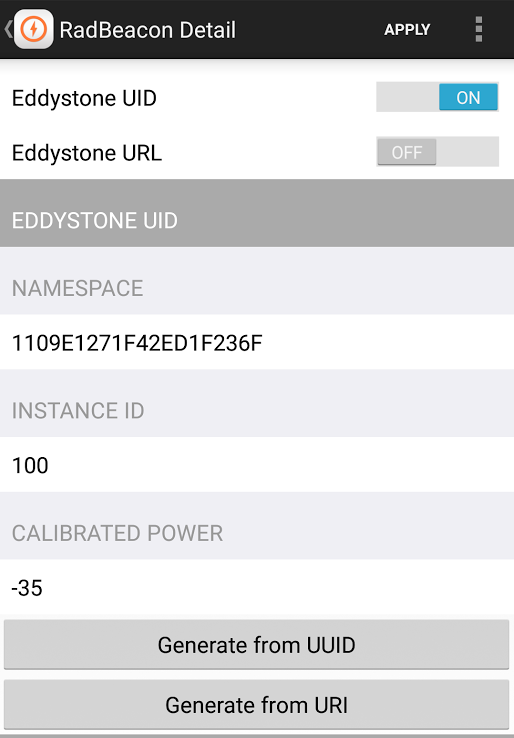 RadBeacon Detail APPLY
Eddystone UID ON
Eddystone URL OFF
EDDYSTONE UID
NAMESPACE
1109E1271F42ED1F236F
INSTANCE ID
100
CALIBRATED POWER
-35
Generate from UUID
Generate from URI